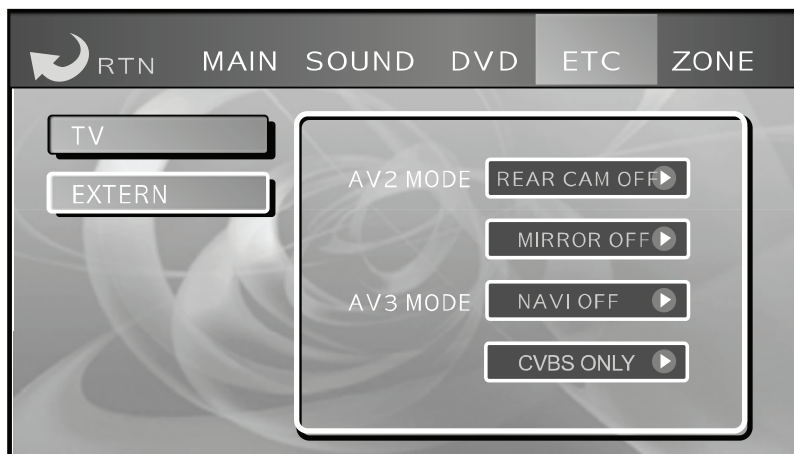 RTN MAIN SOUND DVD ETC ZONE
TV
EXTERN
AV2 MODE REAR CAM OFF
MIRROR OFF
AV3 MODE NAVI OFF
CVBS ONLY